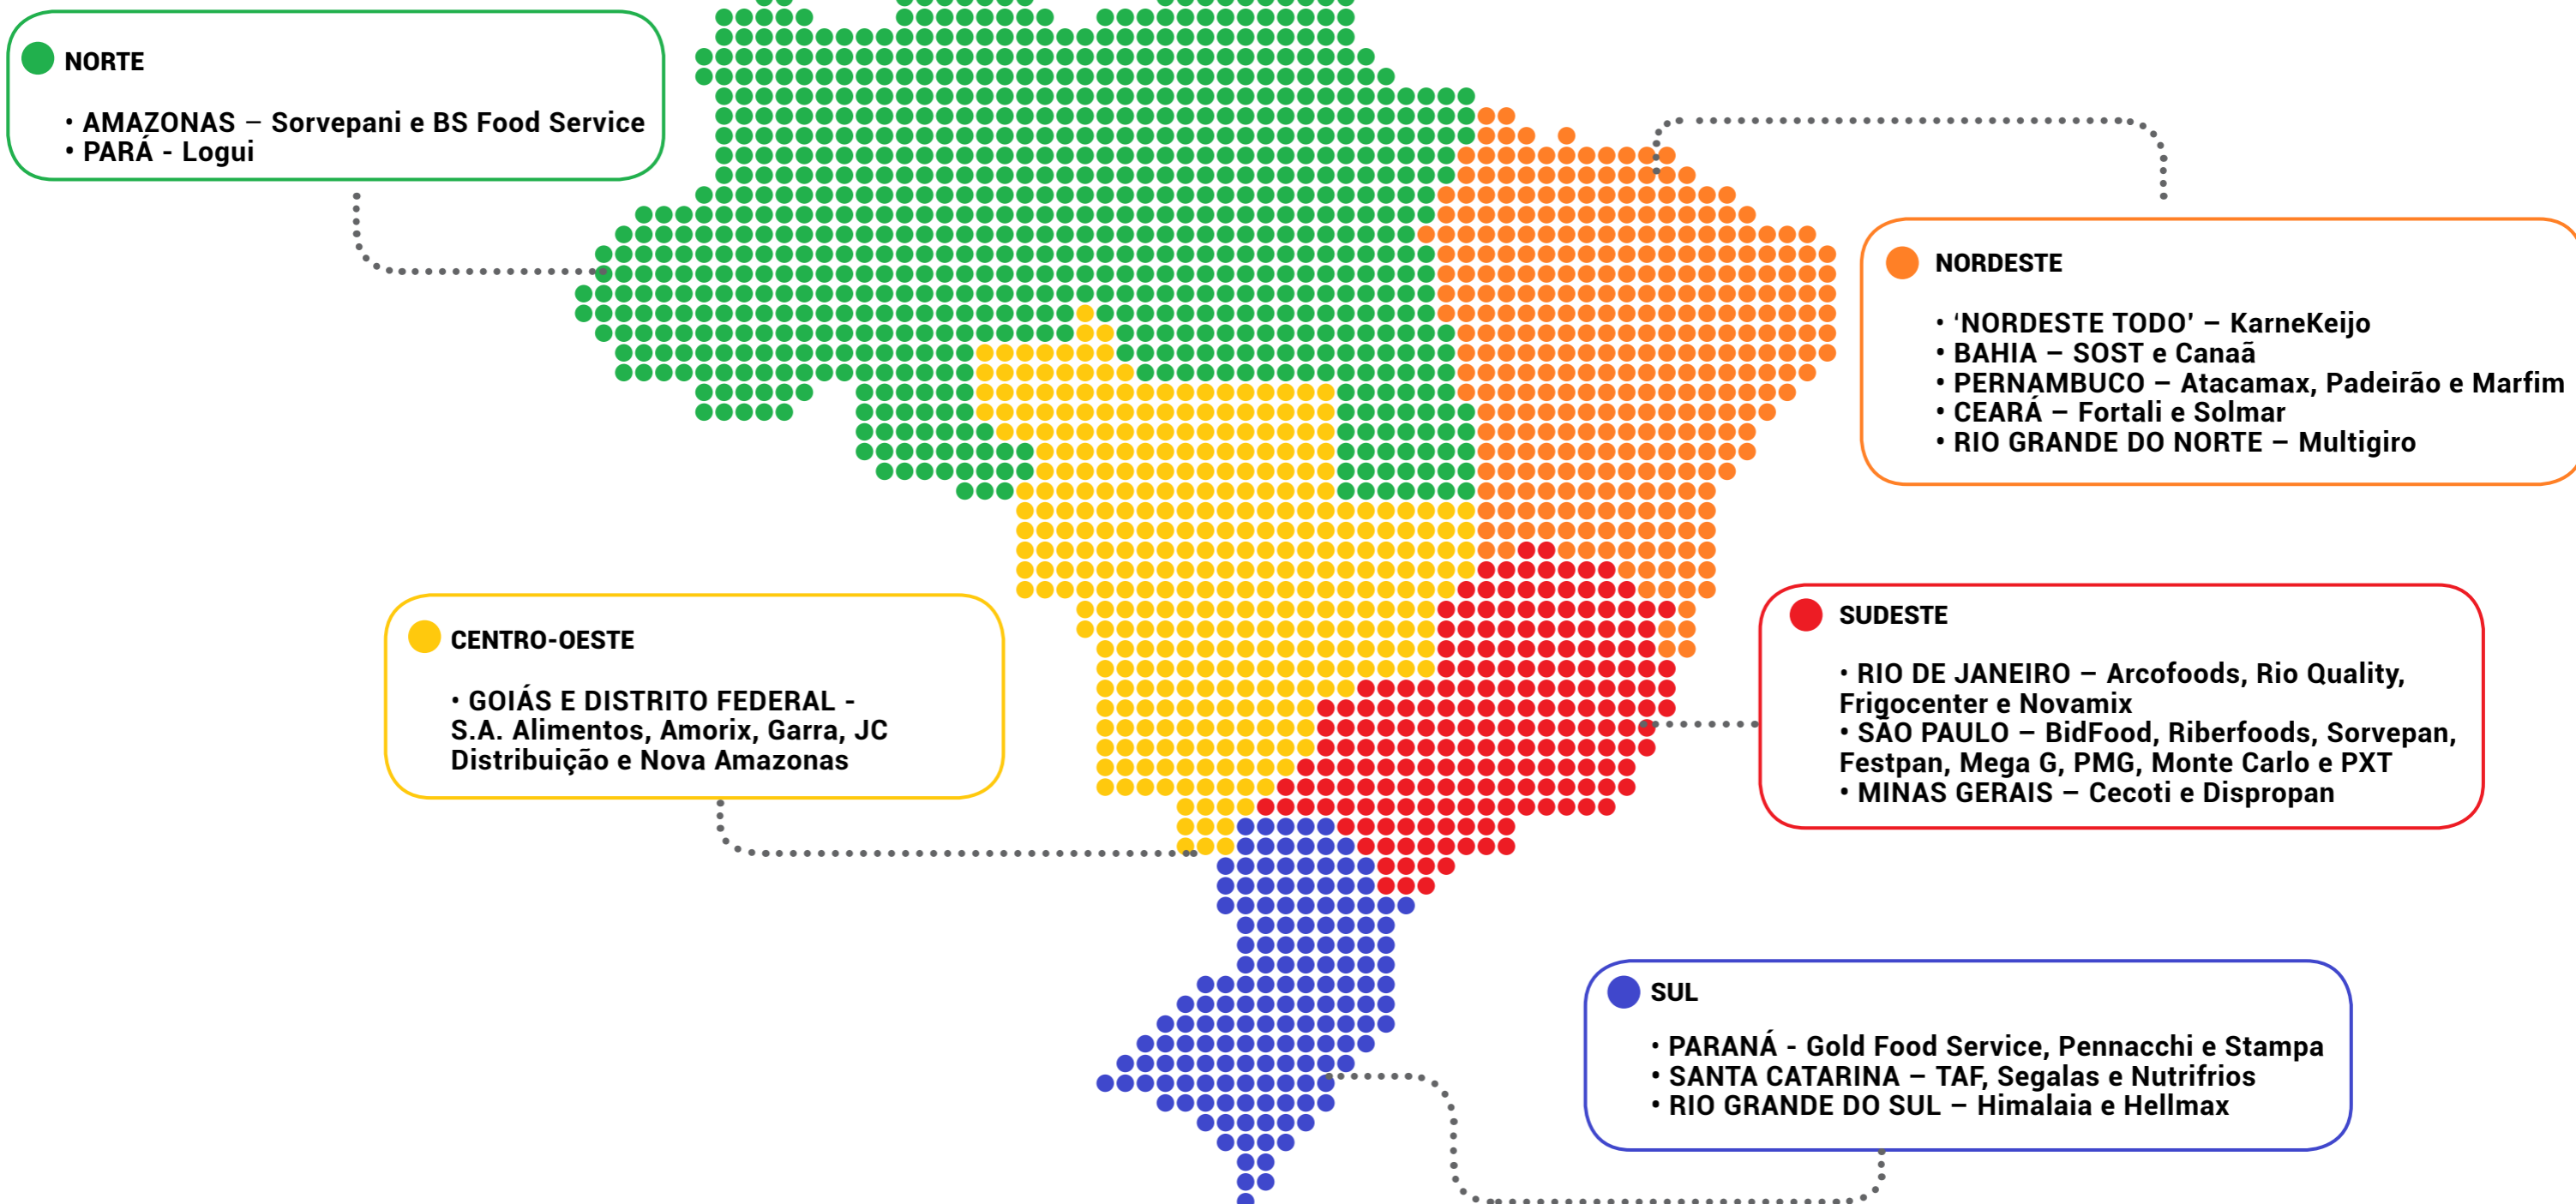 NORTE
• AMAZONAS – Sorvepani e BS Food Service
• PARÁ - Logui
NORDESTE
• ‘NORDESTE TODO’ – KarneKeijo
• BAHIA – SOST e Canaã
• PERNAMBUCO – Atacamax, Padeirão e Marfim
• CEARÁ – Fortali e Solmar
• RIO GRANDE DO NORTE – Multigiro
CENTRO-OESTE
• GOIÁS E DISTRITO FEDERAL -
S.A. Alimentos, Amorix, Garra, JC
Distribuição e Nova Amazonas
SUDESTE
• RIO DE JANEIRO – Arcofoods, Rio Quality,
Frigocenter e Novamix
• SÃO PAULO – BidFood, Riberfoods, Sorvepan,
Festpan, Mega G, PMG, Monte Carlo e PXT
• MINAS GERAIS – Cecoti e Dispropan
SUL
• PARANÁ - Gold Food Service, Pennacchi e Stampa
• SANTA CATARINA – TAF, Segalas e Nutrifrios
• RIO GRANDE DO SUL – Himalaia e Hellmax